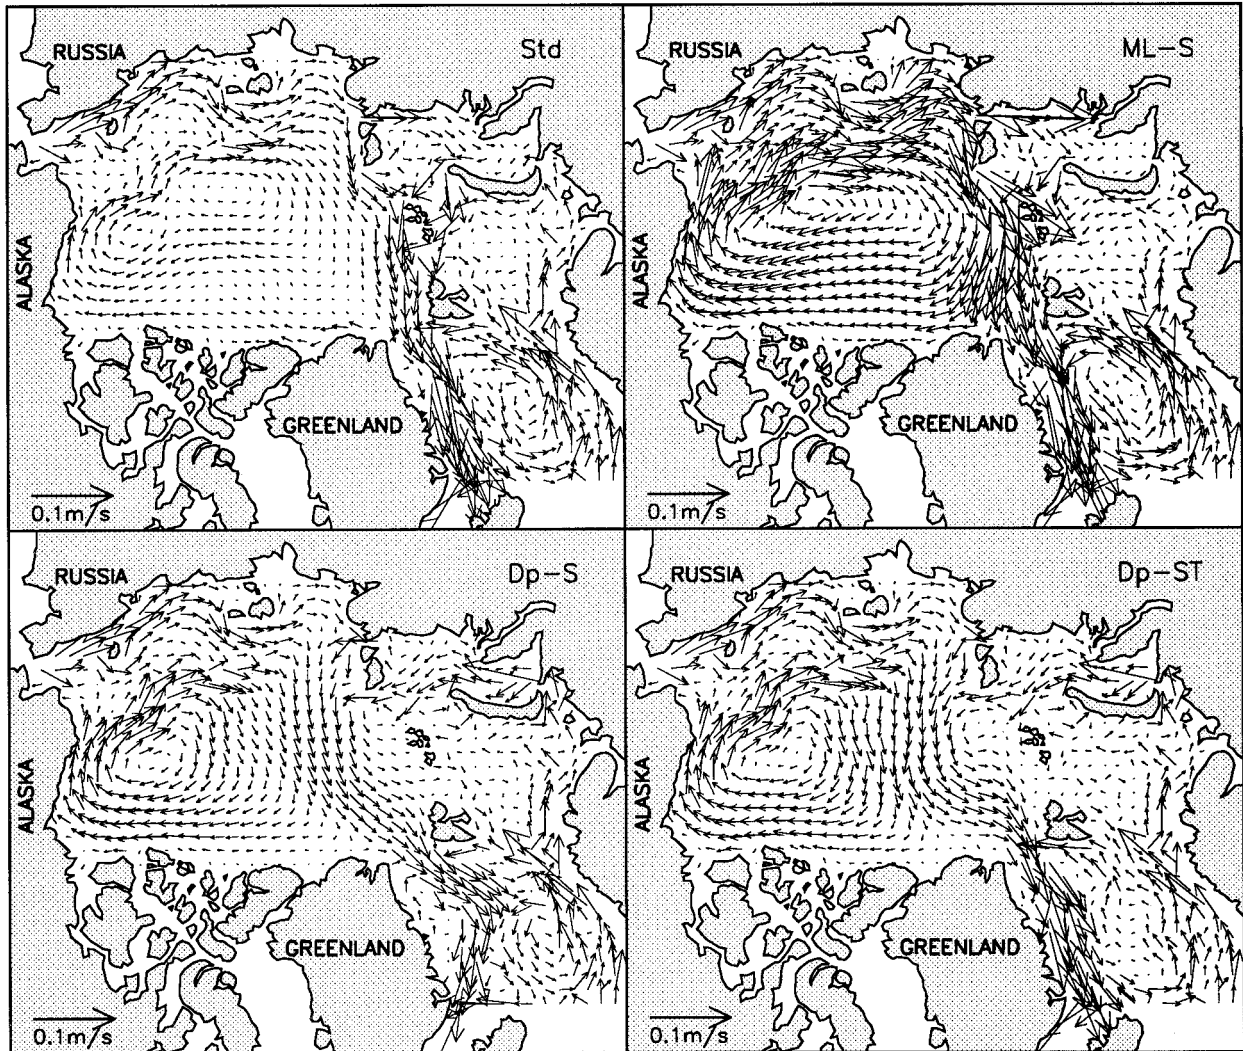 RUSSIA
Std
ALASKA
GREENLAND
0.1m/s
RUSSIA
ML-S
ALASKA
GREENLAND
0.1m/s
RUSSIA
Dp-S
ALASKA
GREENLAND
0.1m/s
RUSSIA
Dp-ST
ALASKA
GREENLAND
0.1m/s